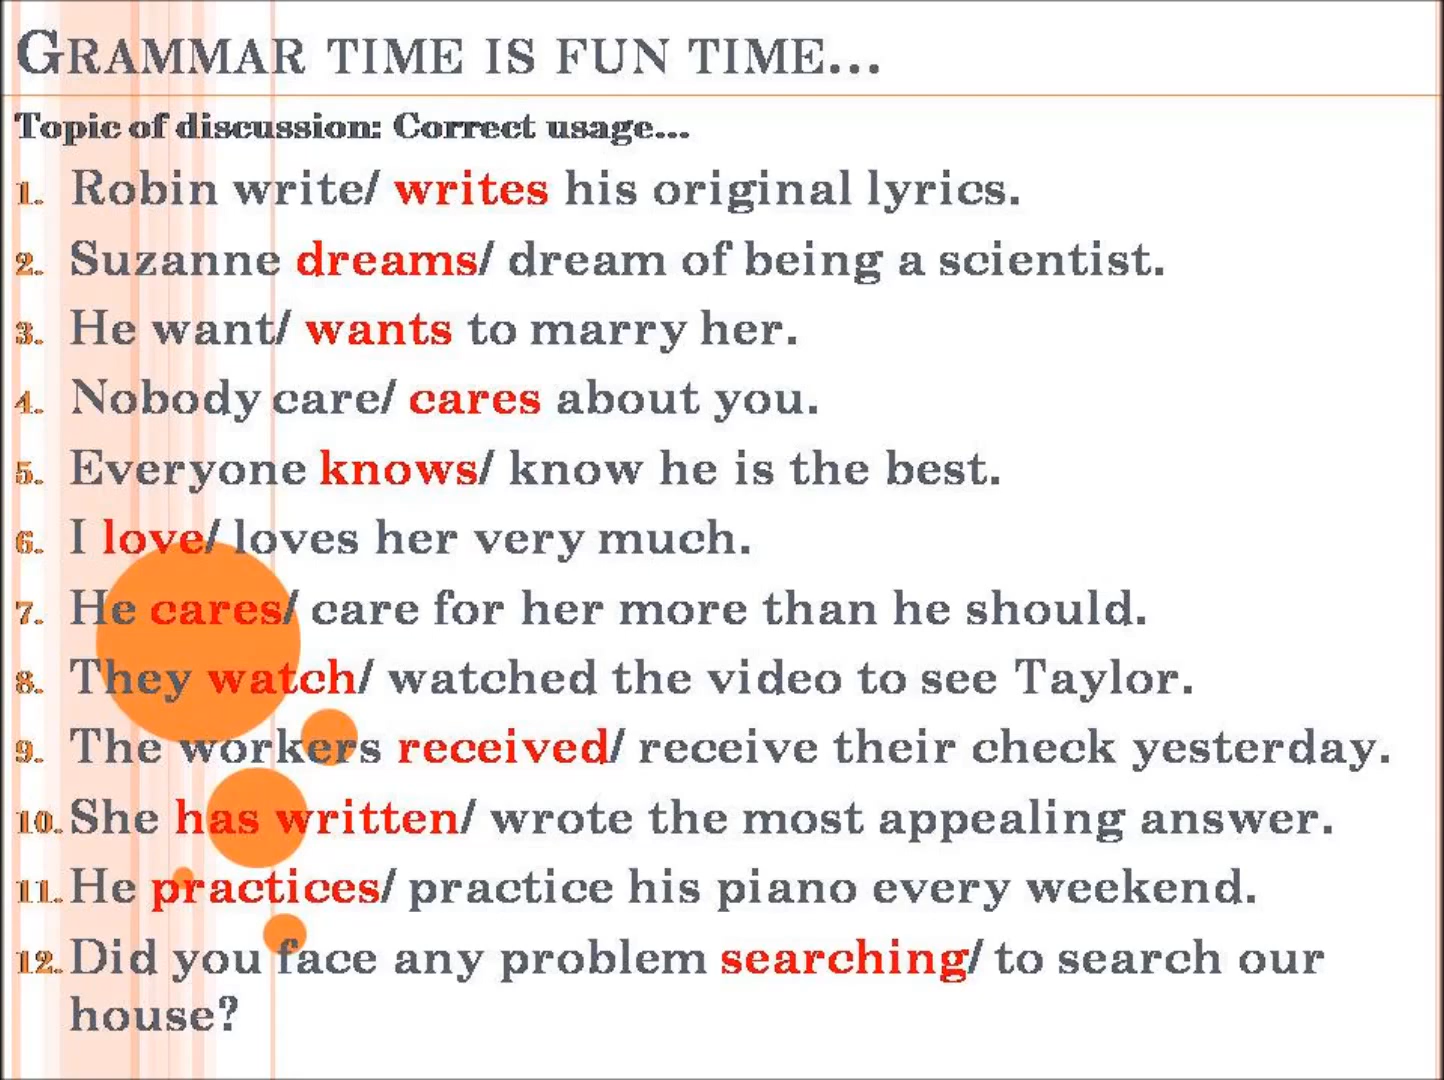 GRAMMAR TIME IS FUN TIME...
Topic of discussion: Correct usage...
1. Robin write/ writes his original lyrics.
2. Suzanne dreams/ dream of being a scientist.
3. He want/ wants to marry her.
4. Nobody care/ cares about you.
5. Everyone knows/ know he is the best.
6. I love/ loves her very much.
7. He cares/ care for her more than he should.
8. They watch/ watched the video to see Taylor.
9. The workers received/ receive their check yesterday.
10. She has written/ wrote the most appealing answer.
11. He practices/ practice his piano every weekend.
12. Did you face any problem searching/ to search our
house?